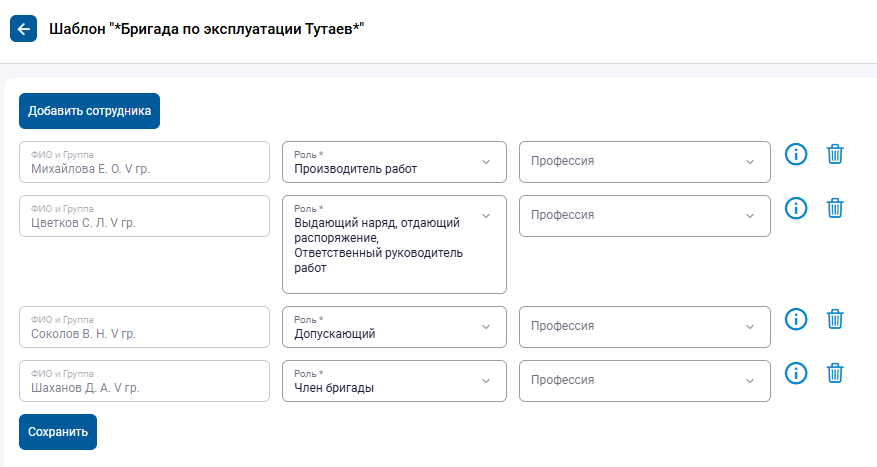 Шаблон "*Бригада по эксплуатации Тутаев*"
Добавить сотрудника
ФИО и Группа
Михайлова Е. О. V гр.
Роль *
Производитель работ
Профессия
ФИО и Группа
Цветков С. Л. V гр.
Роль *
Выдающий наряд, отдающий
распоряжение,
Ответственный руководитель
работ
Профессия
ФИО и Группа
Соколов В. Н. V гр.
Роль *
Допускающий
Профессия
ФИО и Группа
Шаханов Д. А. V гр.
Роль *
Член бригады
Профессия
Сохранить